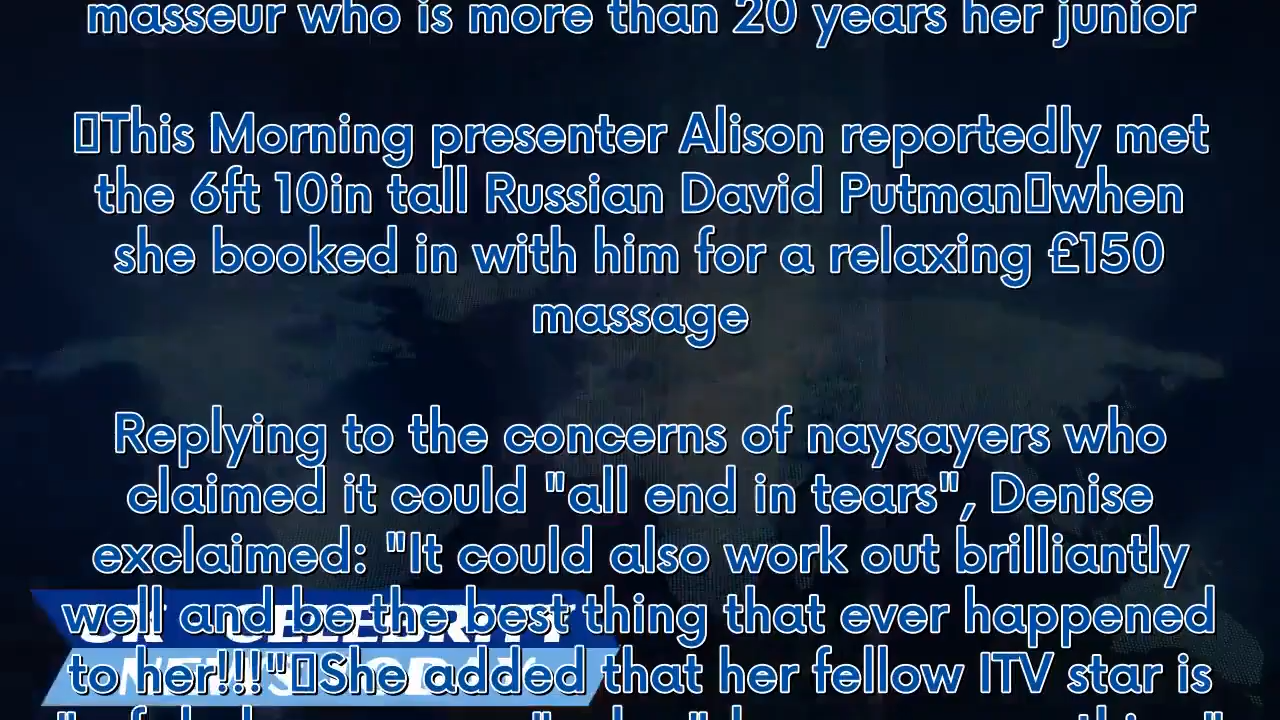 masseur who is more than 20 years her junior
▯This Morning presenter Alison reportedly met
the 6ft 10in tall Russian David Putman▯when
she booked in with him for a relaxing £150
massage
Replying to the concerns of naysayers who
claimed it could "all end in tears", Denise
exclaimed: "It could also work out brilliantly
well and be the best thing that ever happened
to her!!!"▯She added that her fellow ITV star is
CELEBRITY